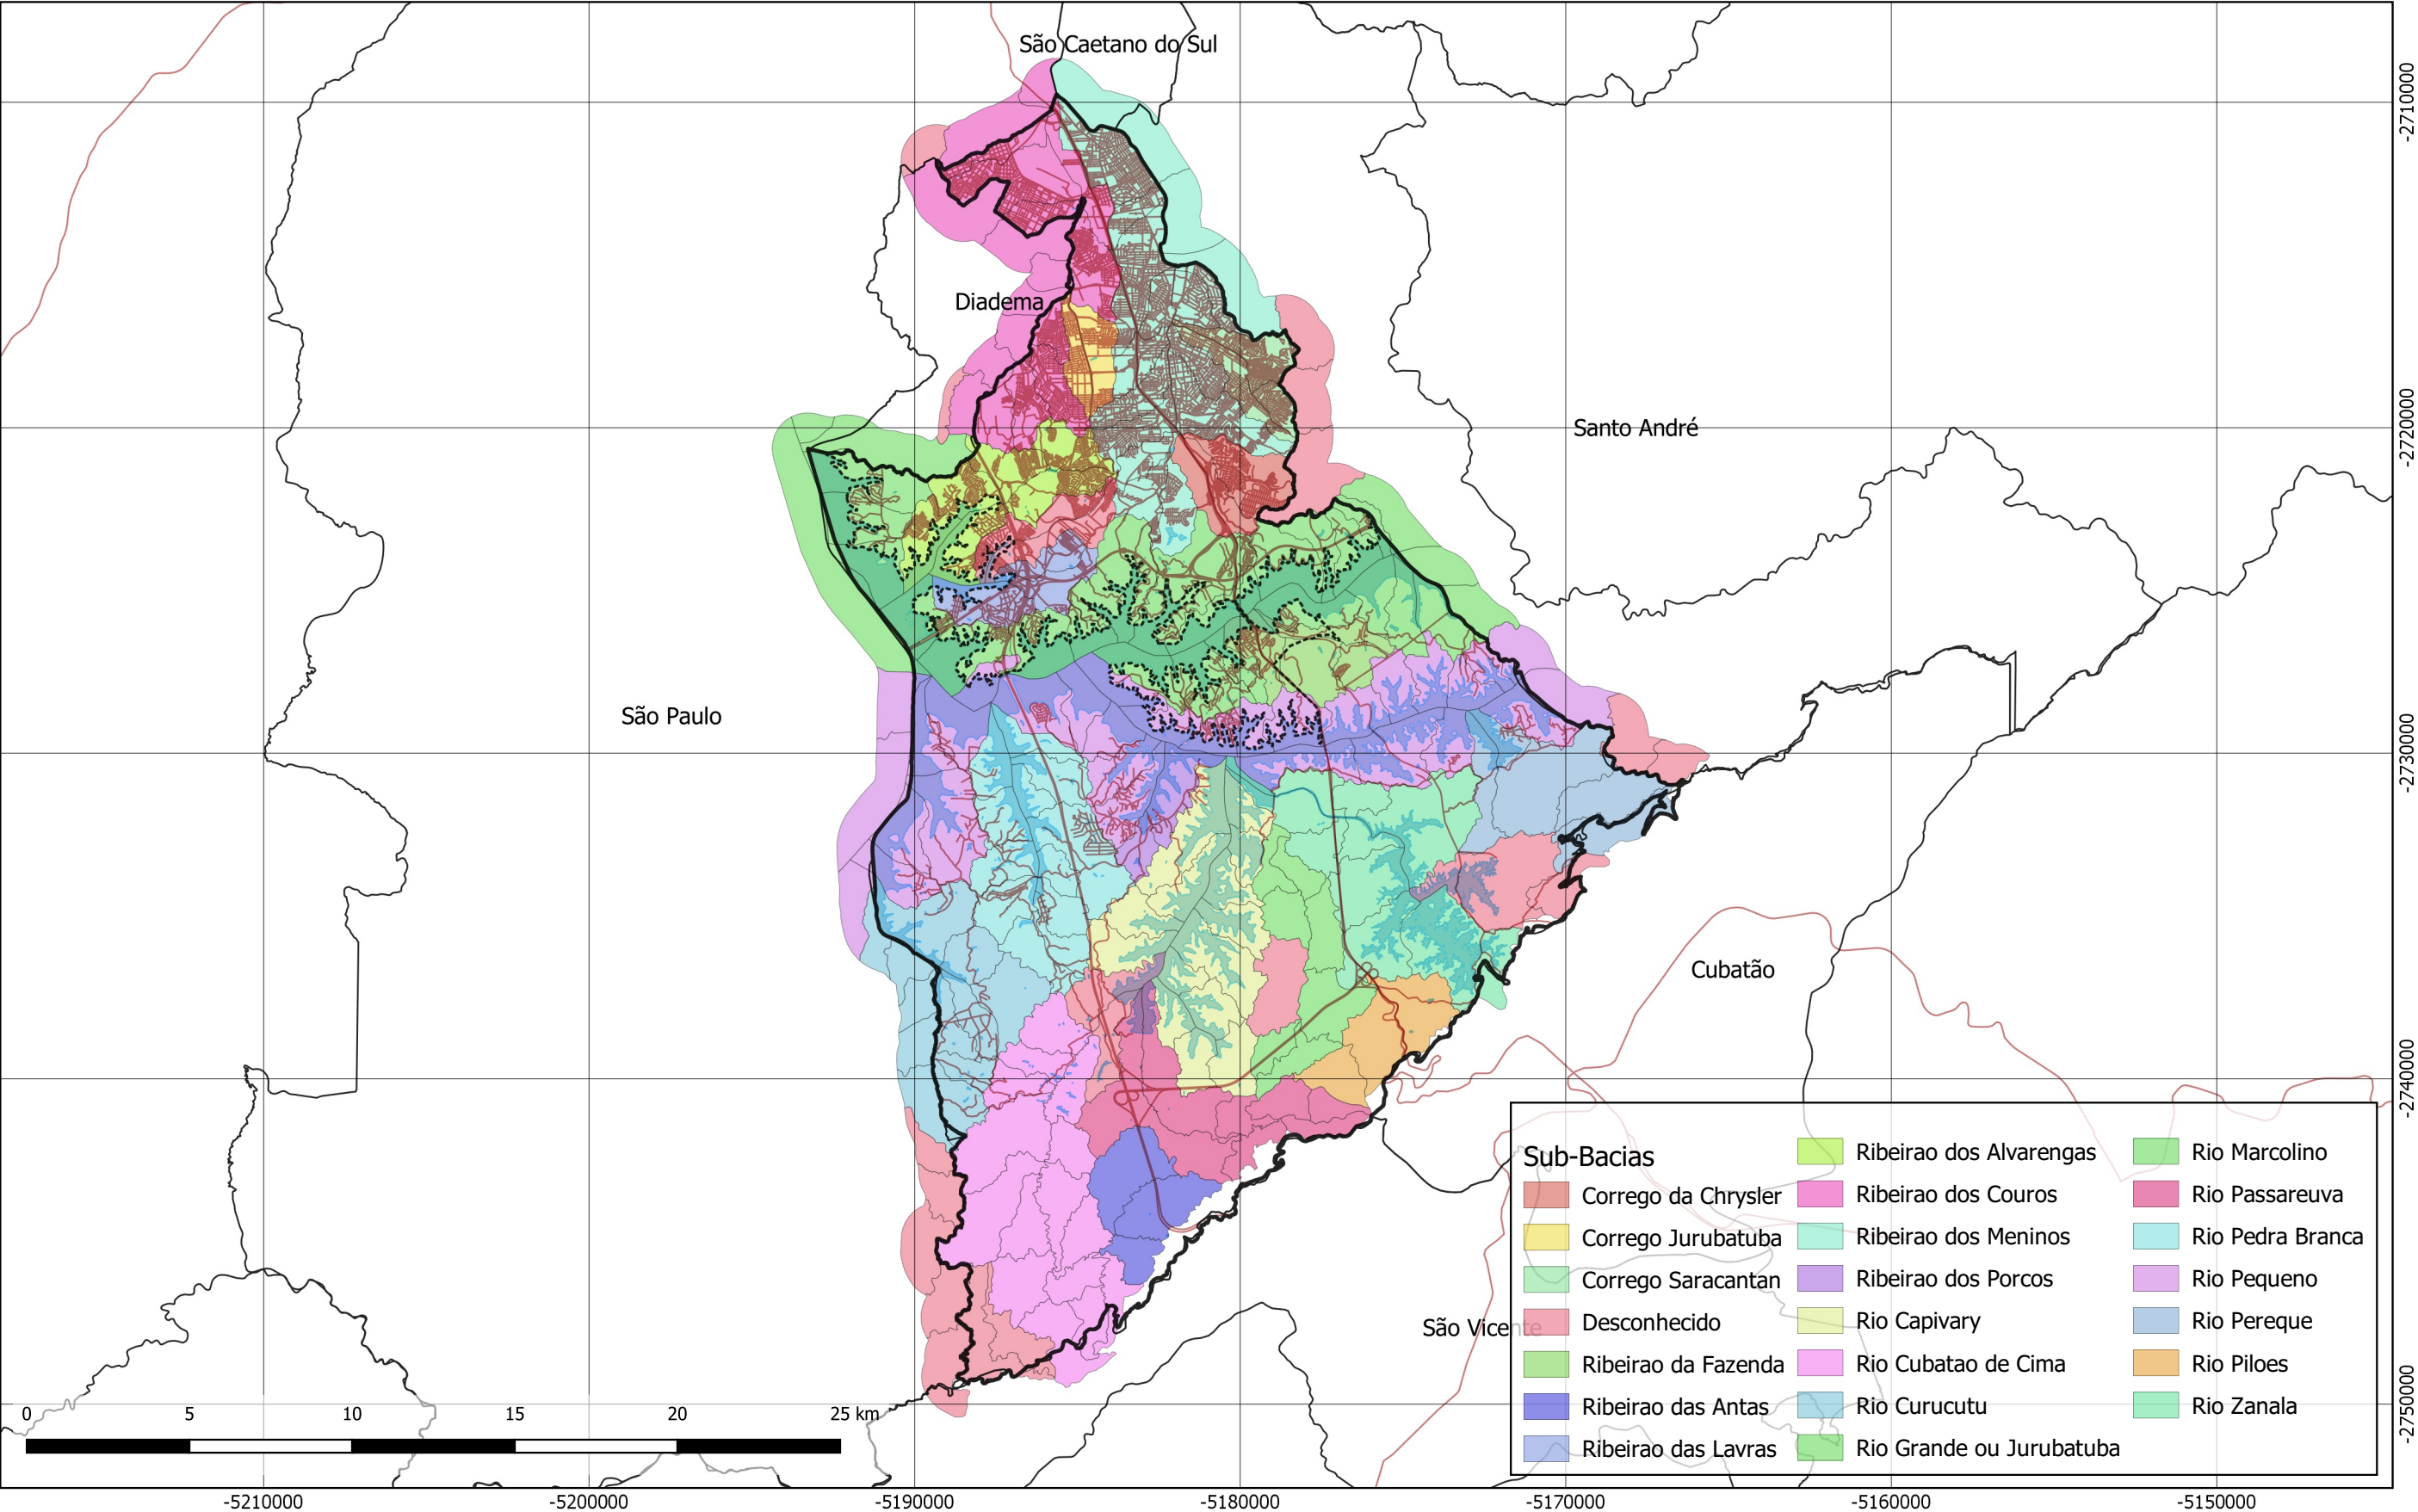 São Caetano do Sul
-2710000
Diadema
Santo André
-2720000
São Paulo
-2730000
Cubatão
-2740000
São Vicente
-2750000
Sub-Bacias
Corrego da Chrysler
Corrego Jurubatuba
Corrego Saracantan
Desconhecido
Ribeirao da Fazenda
Ribeirao das Antas
Ribeirao das Lavras
Ribeirao dos Alvarengas
Ribeirao dos Couros
Ribeirao dos Meninos
Ribeirao dos Porcos
Rio Capivary
Rio Cubatao de Cima
Rio Curucutu
Rio Grande ou Jurubatuba
Rio Marcolino
Rio Passareuva
Rio Pedra Branca
Rio Pequeno
Rio Pereque
Rio Piloes
Rio Zanala
0 5 10 15 20 25 km
-5210000 -5200000 -5190000 -5180000 -5170000 -5160000 -5150000